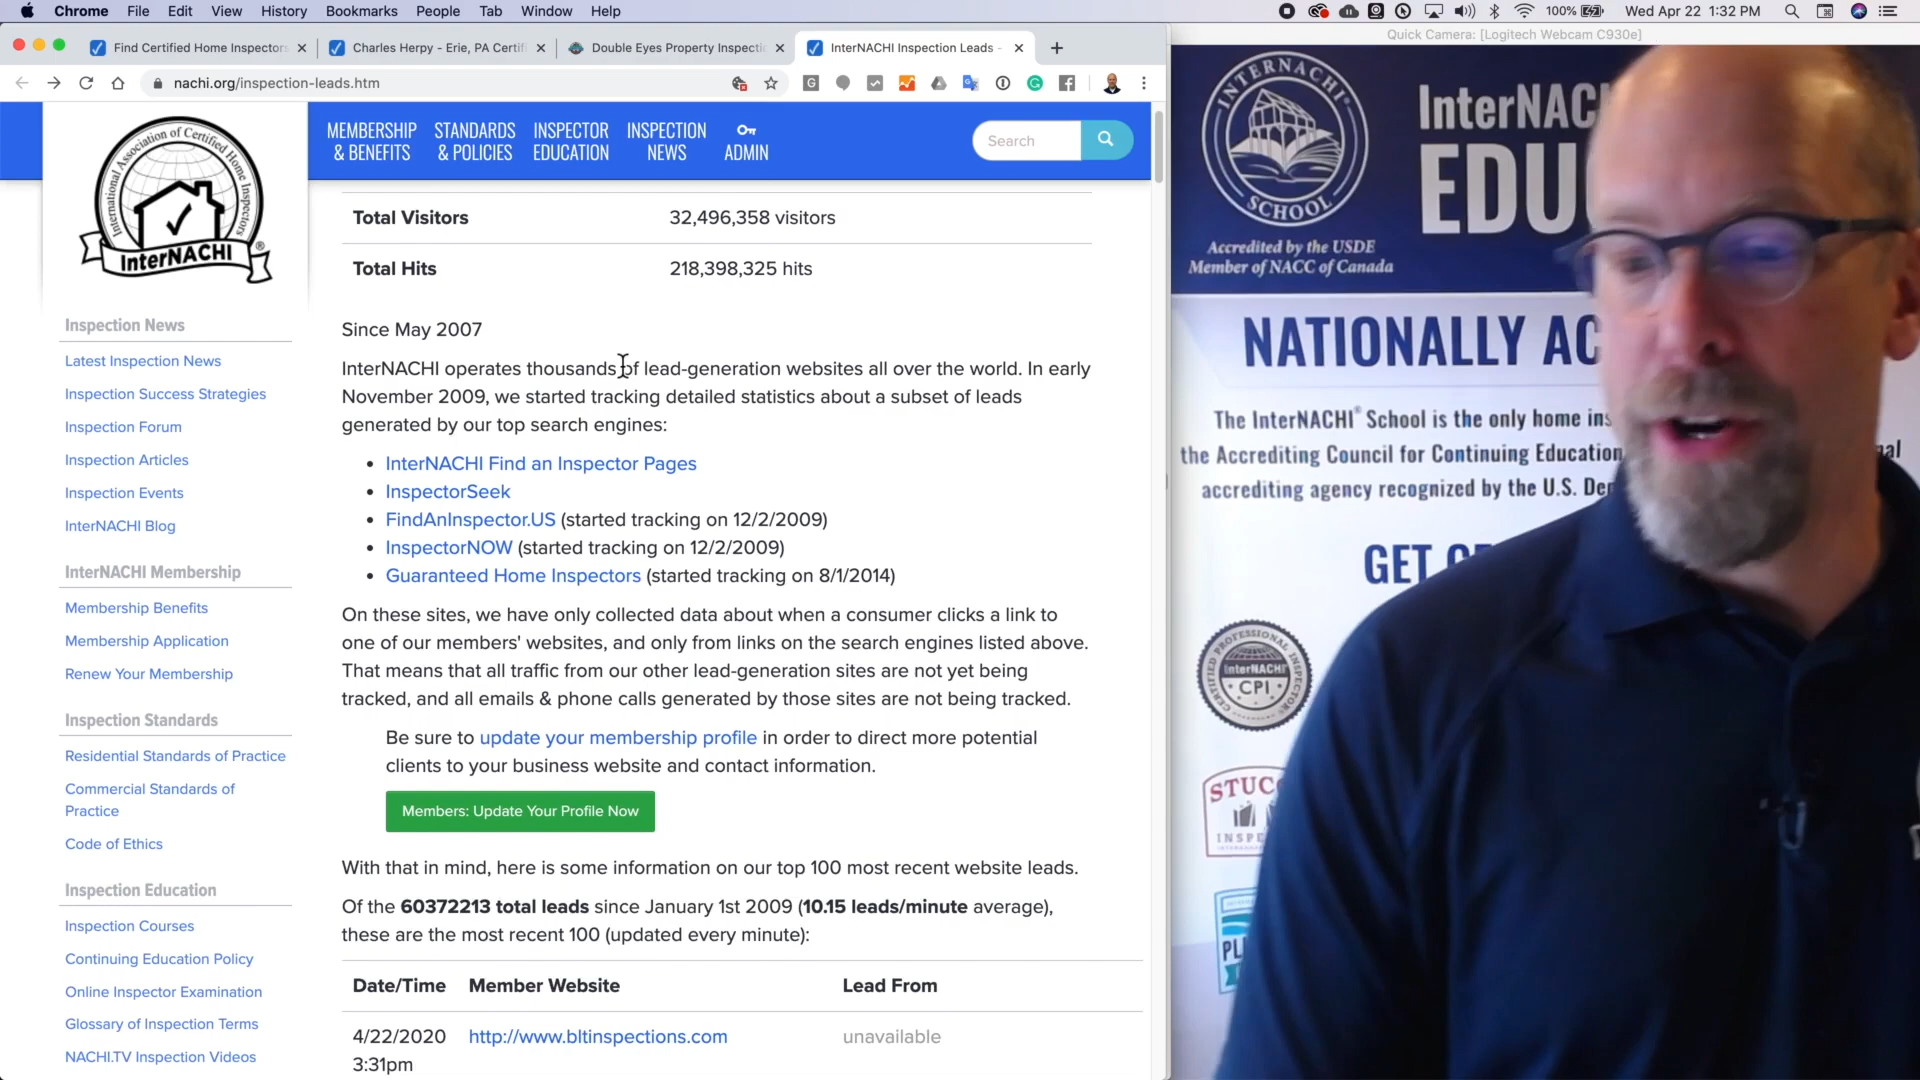 Chrome File Edit View History Bookmarks People Tab Window Help
100% Wed Apr 22 1:32 PM
Quick Camera: [Logitech Webcam C930e]
Find Certified Home Inspectors
Charles Herpy - Erie, PA Certifi
Double Eyes Property Inspecti
InterNACHI Inspection Leads -
nachi.org/inspection-leads.htm
International Association of Certified Home Inspectors
InterNACHI
MEMBERSHIP & BENEFITS
STANDARDS & POLICIES
INSPECTOR EDUCATION
INSPECTION NEWS
ADMIN
Search
Inspection News
Latest Inspection News
Inspection Success Strategies
Inspection Forum
Inspection Articles
Inspection Events
InterNACHI Blog
InterNACHI Membership
Membership Benefits
Membership Application
Renew Your Membership
Inspection Standards
Residential Standards of Practice
Commercial Standards of
Practice
Code of Ethics
Inspection Education
Inspection Courses
Continuing Education Policy
Online Inspector Examination
Glossary of Inspection Terms
NACHI.TV Inspection Videos
Total Visitors 32,496,358 visitors
Total Hits 218,398,325 hits
Since May 2007
InterNACHI operates thousands of lead-generation websites all over the world. In early
November 2009, we started tracking detailed statistics about a subset of leads
generated by our top search engines:
• InterNACHI Find an Inspector Pages
• InspectorSeek
• FindAnInspector.US (started tracking on 12/2/2009)
• InspectorNOW (started tracking on 12/2/2009)
• Guaranteed Home Inspectors (started tracking on 8/1/2014)
On these sites, we have only collected data about when a consumer clicks a link to
one of our members' websites, and only from links on the search engines listed above.
That means that all traffic from our other lead-generation sites are not yet being
tracked, and all emails & phone calls generated by those sites are not being tracked.
Be sure to update your membership profile in order to direct more potential
clients to your business website and contact information.
Members: Update Your Profile Now
With that in mind, here is some information on our top 100 most recent website leads.
Of the 60372213 total leads since January 1st 2009 (10.15 leads/minute average),
these are the most recent 100 (updated every minute):
Date/Time Member Website Lead From
4/22/2020 http://www.bltinspections.com unavailable
3:31pm
INTERNACHI
SCHOOL
Accredited by the USDE
Member of NACC of Canada
InterNAC
EDU
NATIONALLY AC
The InterNACHI® School is the only home ins
the Accrediting Council for Continuing Education
accrediting agency recognized by the U.S. De
GET
CERTIFIED PROFESSIONAL INSPECTOR
InterNACHI
CPI
STUCC
INSPE
PL